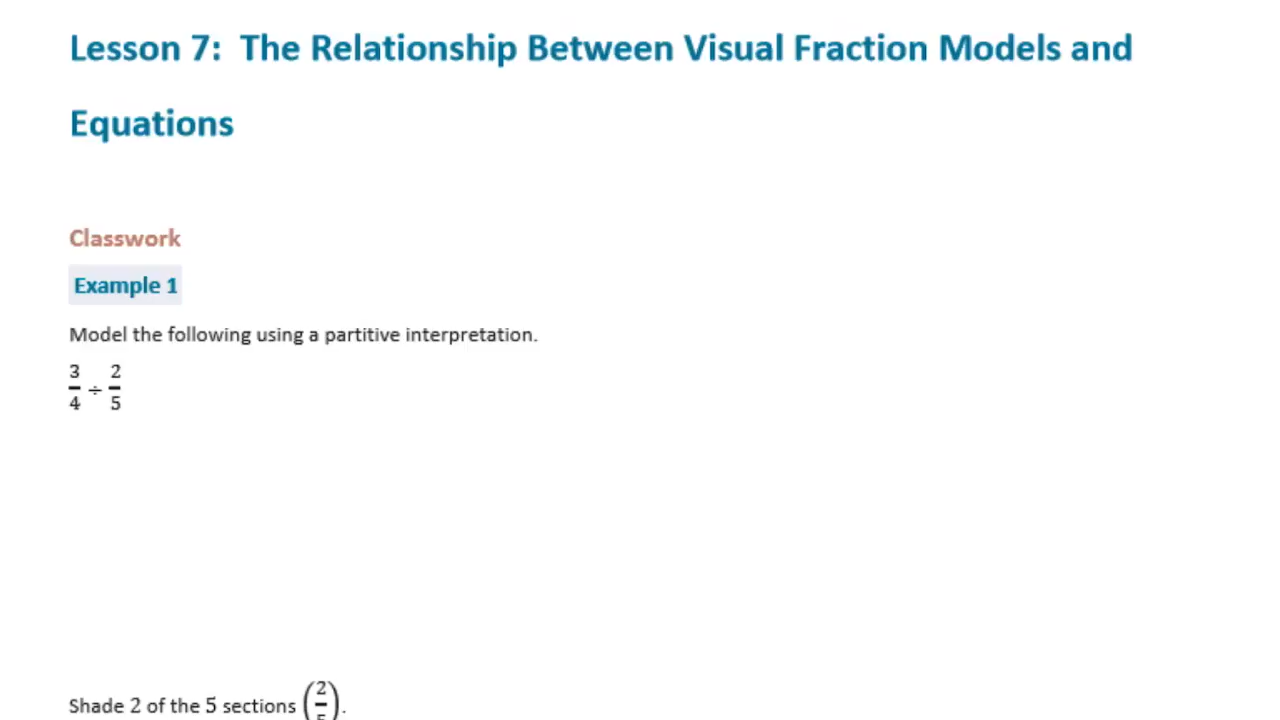 Lesson 7: The Relationship Between Visual Fraction Models and
Equations
Classwork
Example 1
Model the following using a partitive interpretation.
3/4 ÷ 2/5
Shade 2 of the 5 sections (2/5).